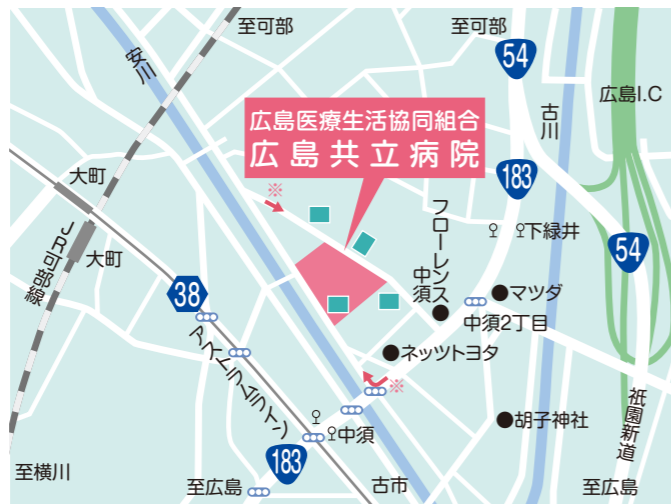 至可部
至可部
54
安川
広島I.C
古川
広島医療生活協同組合
広島共立病院
183
大町
※
フローレンス
中須
下緑井
54
JR可部線
大町
38
マツダ
中須2丁目
アストラムライン
ネッツトヨタ
※
祇園新道
胡子神社
中須
183
至横川
至広島
古市
至広島